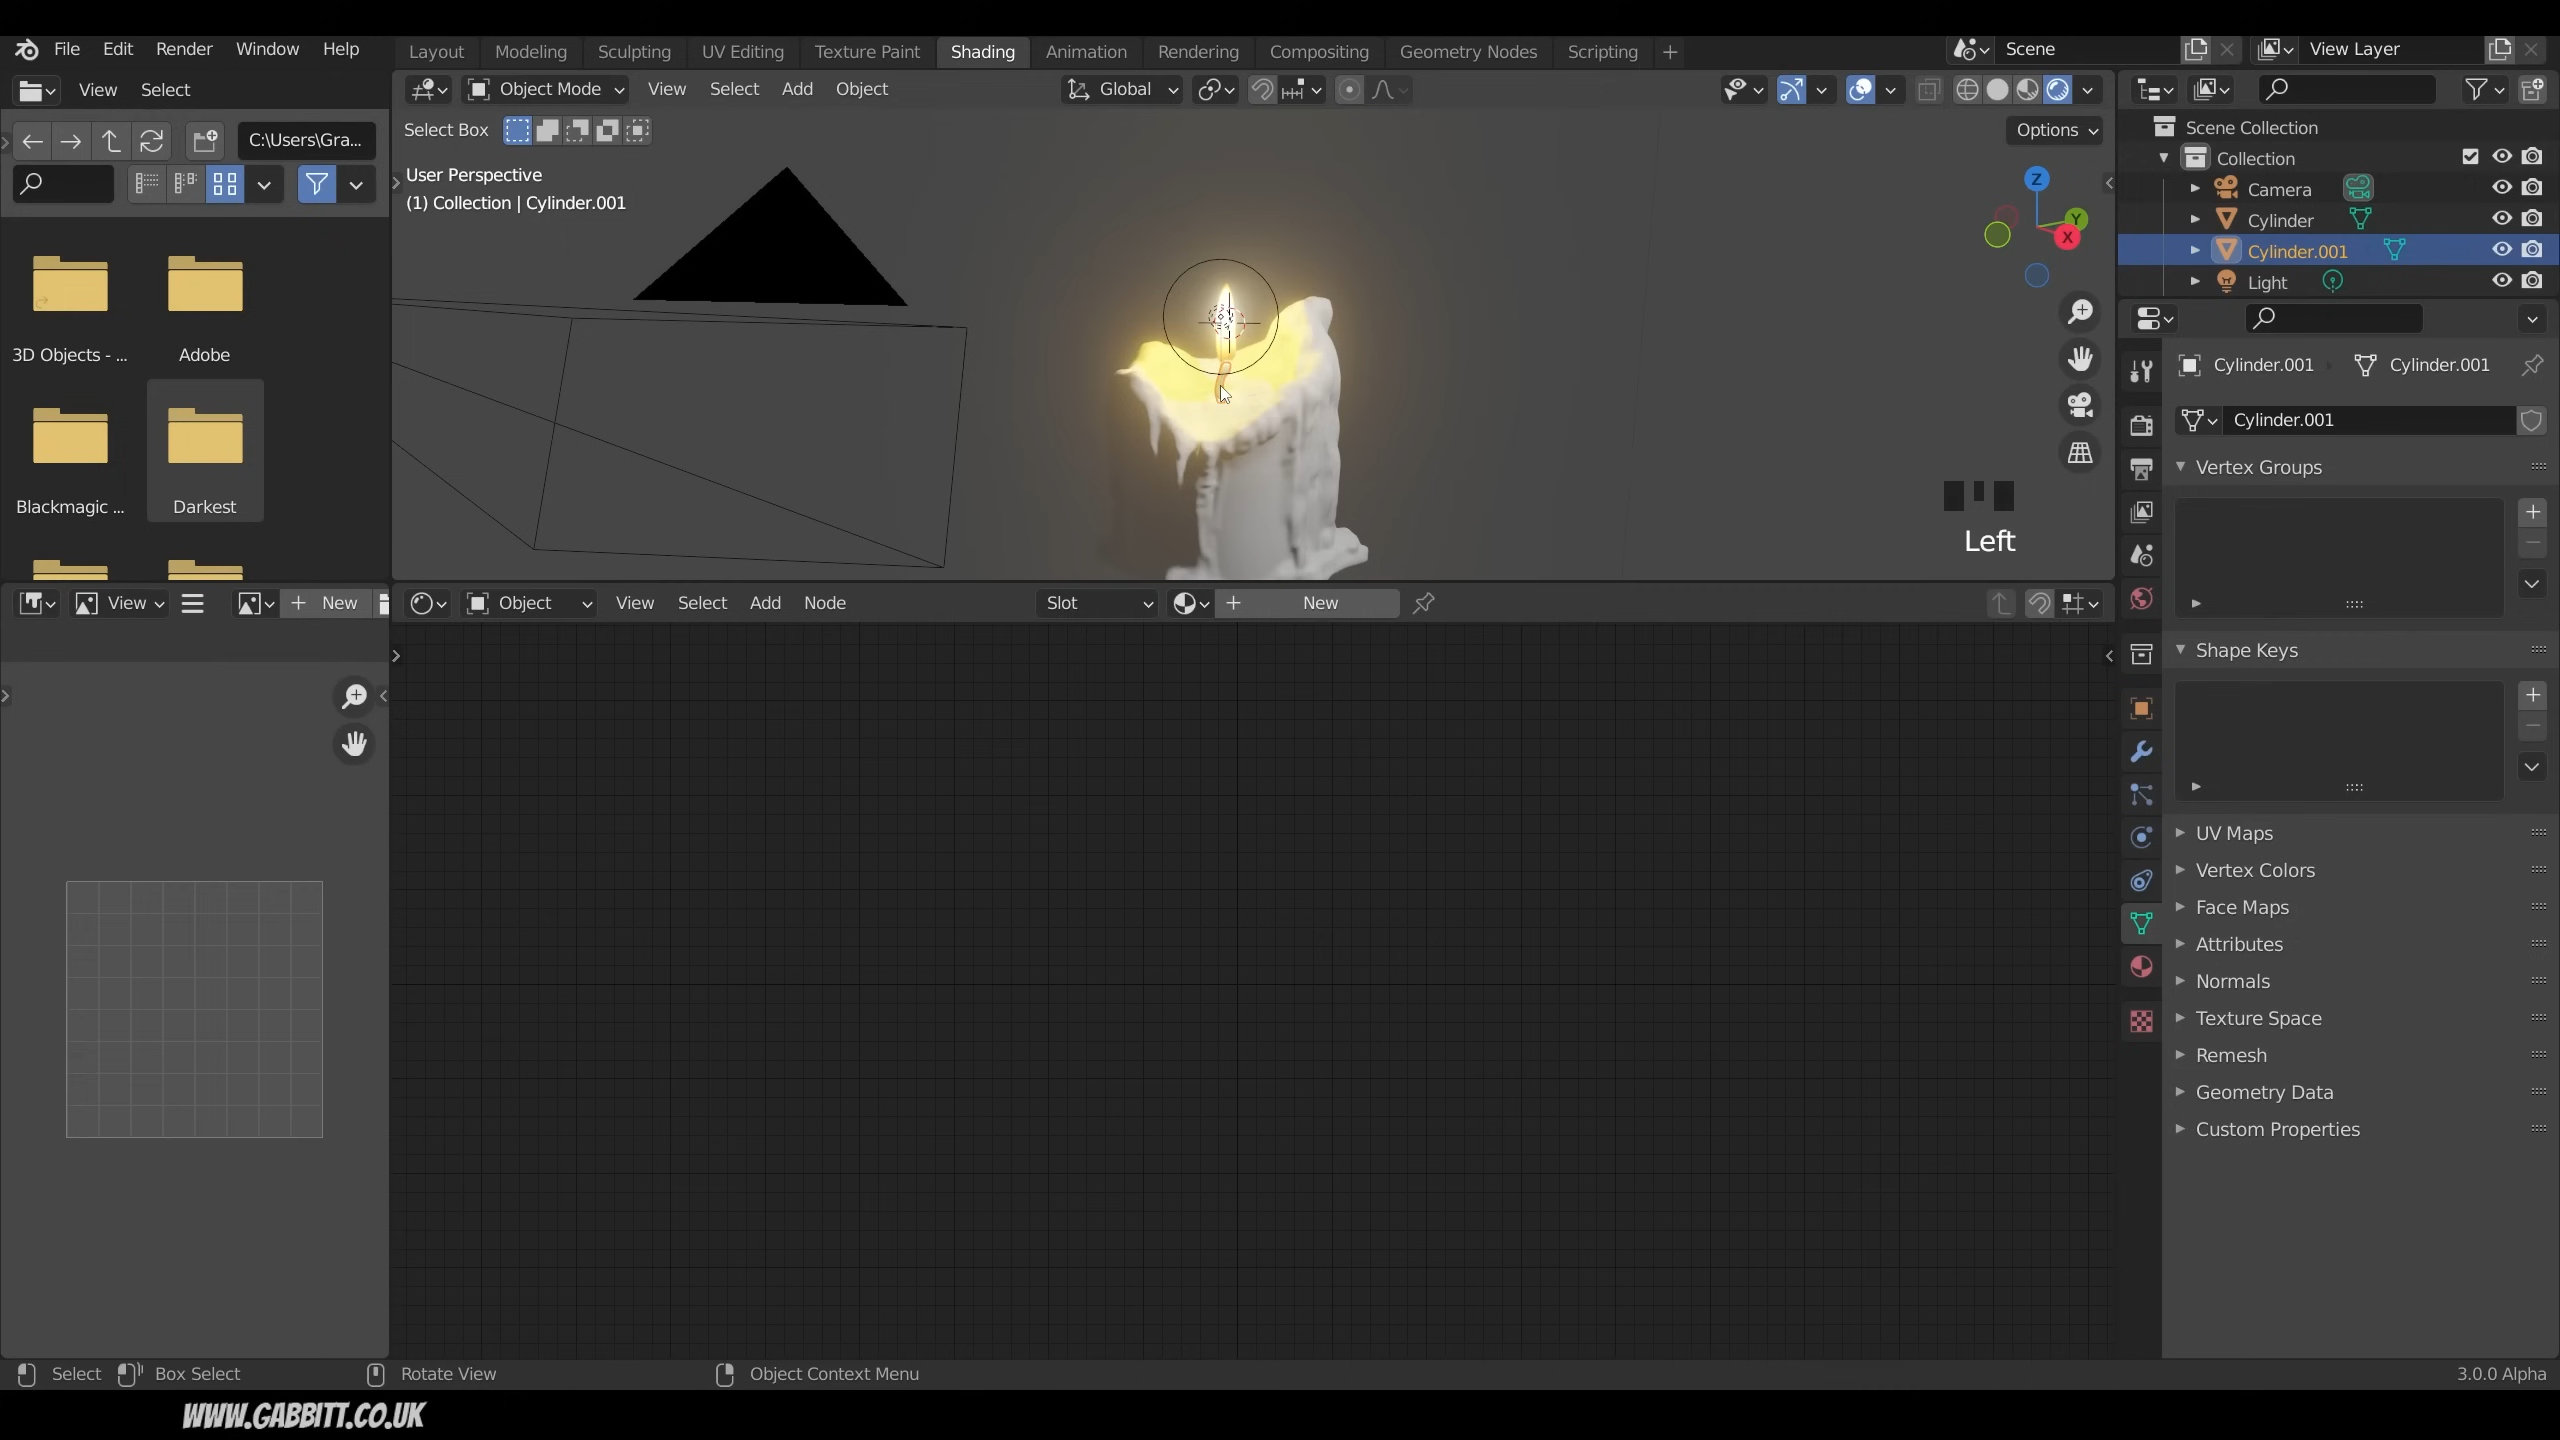 File Edit Render Window Help
Layout Modeling Sculpting UV Editing Texture Paint Shading Animation Rendering Compositing Geometry Nodes Scripting
Scene View Layer
View Select
Object Mode View Select Add Object
Global
Select Box
Options
C:\Users\Gra...
User Perspective
(1) Collection | Cylinder.001
Z
Y
X
Left
3D Objects - ...
Adobe
Blackmagic ...
Darkest
Scene Collection
Collection
Camera
Cylinder
Cylinder.001
Light
Cylinder.001 Cylinder.001
Cylinder.001
Vertex Groups
Shape Keys
UV Maps
Vertex Colors
Face Maps
Attributes
Normals
Texture Space
Remesh
Geometry Data
Custom Properties
View New
Object View Select Add Node
Slot
New
Select Box Select Rotate View Object Context Menu
3.0.0 Alpha
WWW.GABBITT.CO.UK